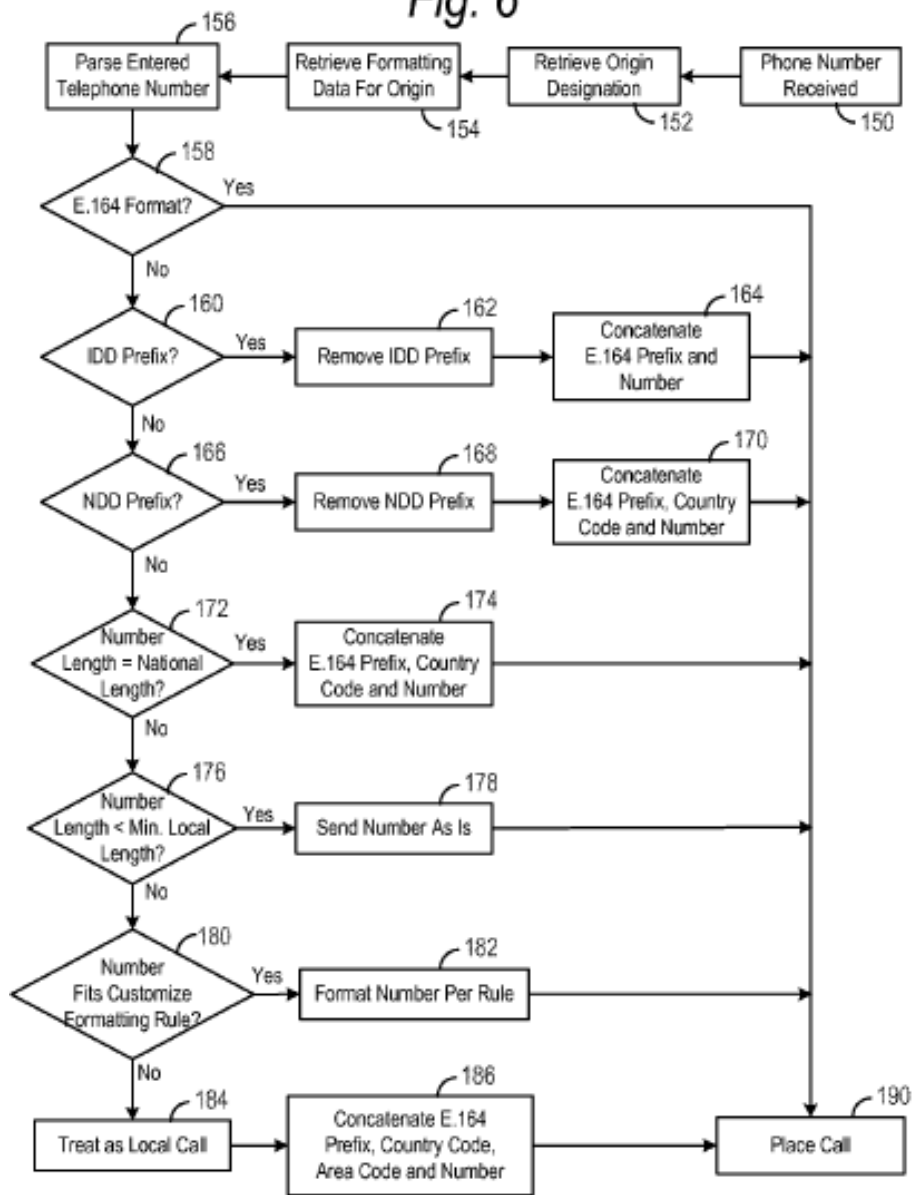 Fig. 6
156
Parse Entered
Telephone Number
Retrieve Formatting
Data For Origin
154
Retrieve Origin
Designation
152
Phone Number
Received
150
158
E.164 Format?
Yes
No
160
IDD Prefix?
Yes
162
Remove IDD Prefix
164
Concatenate
E.164 Prefix and
Number
No
166
NDD Prefix?
Yes
168
Remove NDD Prefix
170
Concatenate
E.164 Prefix, Country
Code and Number
No
172
Number
Length = National
Length?
Yes
174
Concatenate
E.164 Prefix, Country
Code and Number
No
176
Number
Length < Min. Local
Length?
Yes
178
Send Number As Is
No
180
Number
Fits Customize
Formatting Rule?
Yes
182
Format Number Per Rule
No
184
Treat as Local Call
186
Concatenate E.164
Prefix, Country Code,
Area Code and Number
190
Place Call